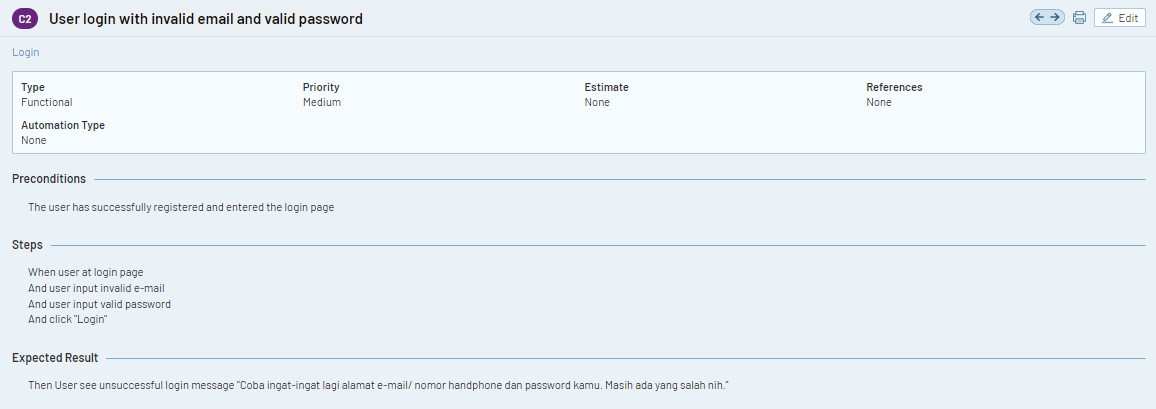 C2 User login with invalid email and valid password
Edit
Login
Type Priority Estimate References
Functional Medium None None
Automation Type
None
Preconditions
The user has successfully registered and entered the login page
Steps
When user at login page
And user input invalid e-mail
And user input valid password
And click "Login"
Expected Result
Then User see unsuccessful login message "Coba ingat-ingat lagi alamat e-mail/ nomor handphone dan password kamu. Masih ada yang salah nih."